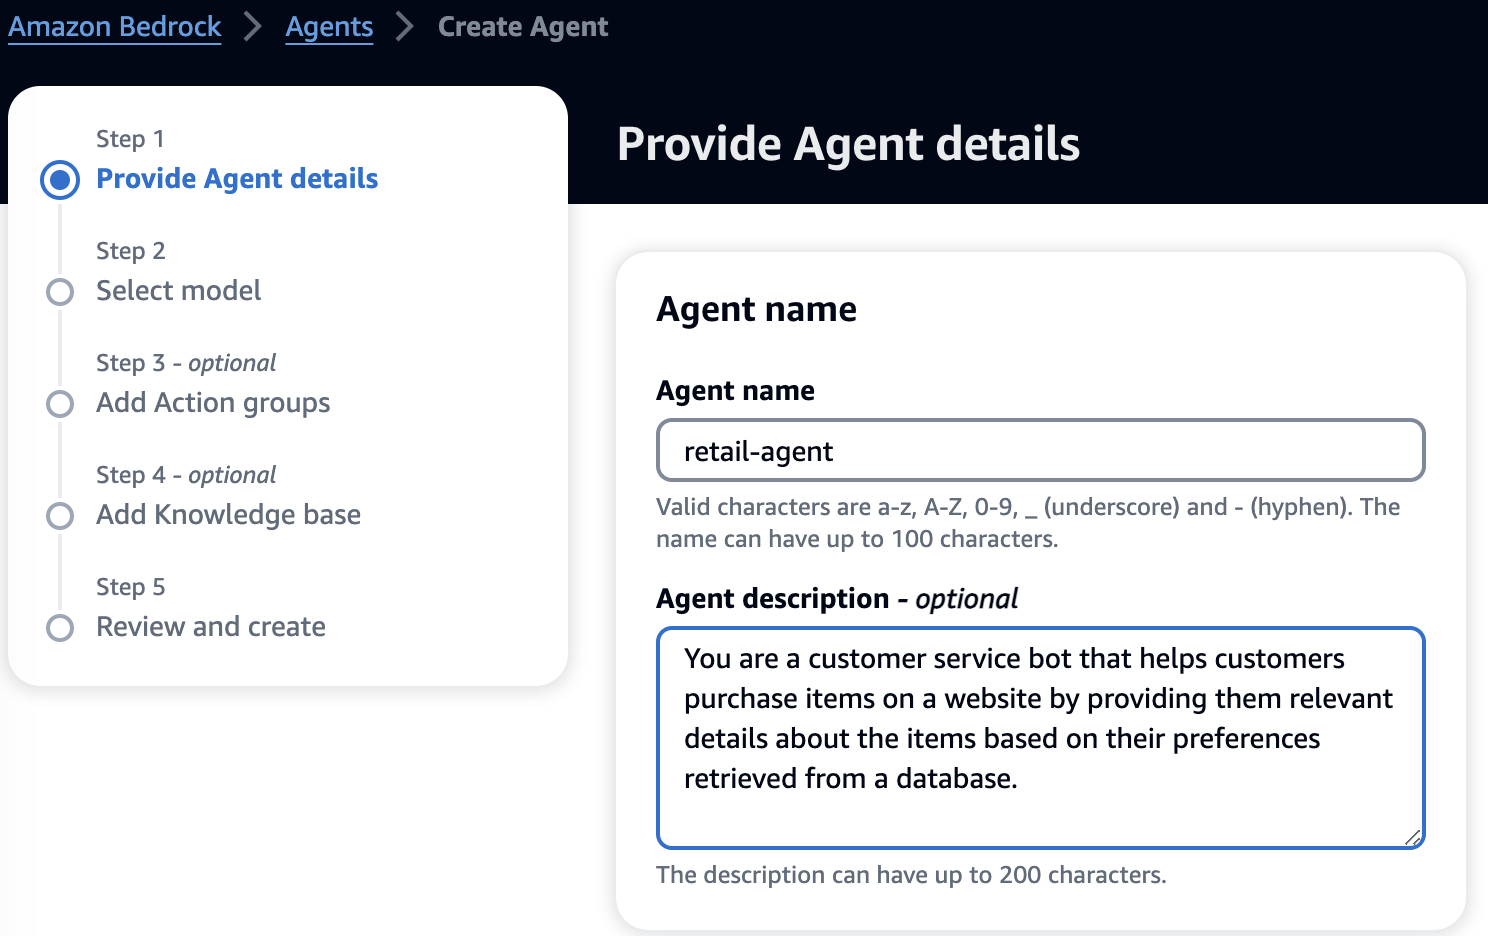 Amazon Bedrock > Agents > Create Agent
Step 1
Provide Agent details
Step 2
Select model
Step 3 - optional
Add Action groups
Step 4 - optional
Add Knowledge base
Step 5
Review and create
Provide Agent details
Agent name
Agent name
retail-agent
Valid characters are a-z, A-Z, 0-9, _ (underscore) and - (hyphen). The
name can have up to 100 characters.
Agent description - optional
You are a customer service bot that helps customers
purchase items on a website by providing them relevant
details about the items based on their preferences
retrieved from a database.
The description can have up to 200 characters.